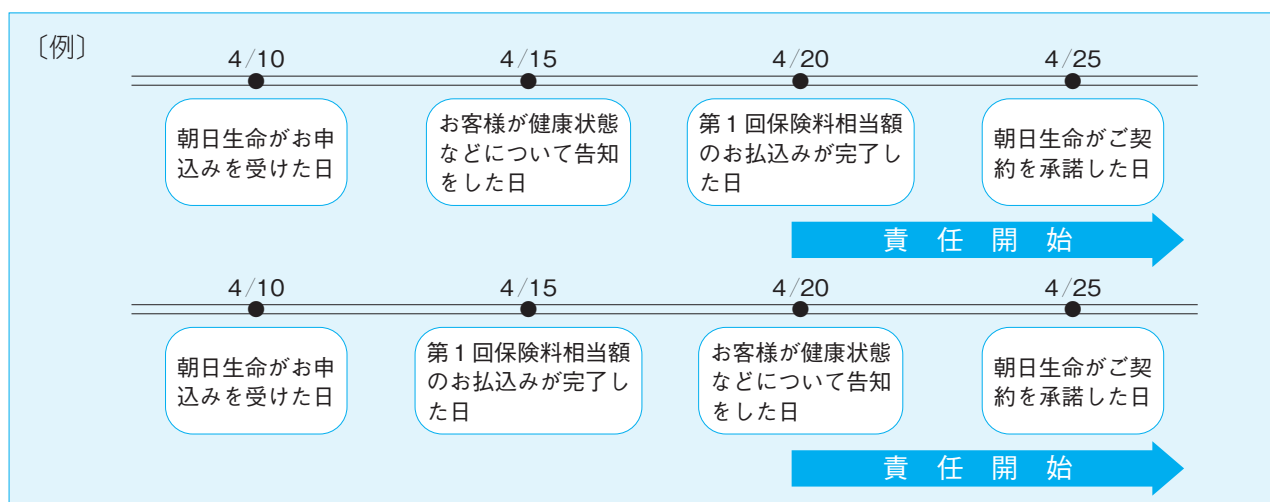 〔例〕
4/10 4/15 4/20 4/25
朝日生命がお申
込みを受けた日
お客様が健康状態
などについて告知
をした日
第1回保険料相当額
のお払込みが完了し
た日
朝日生命がご契
約を承諾した日
責任開始
4/10 4/15 4/20 4/25
朝日生命がお申
込みを受けた日
第1回保険料相当額
のお払込みが完了し
た日
お客様が健康状態
などについて告知
をした日
朝日生命がご契
約を承諾した日
責任開始